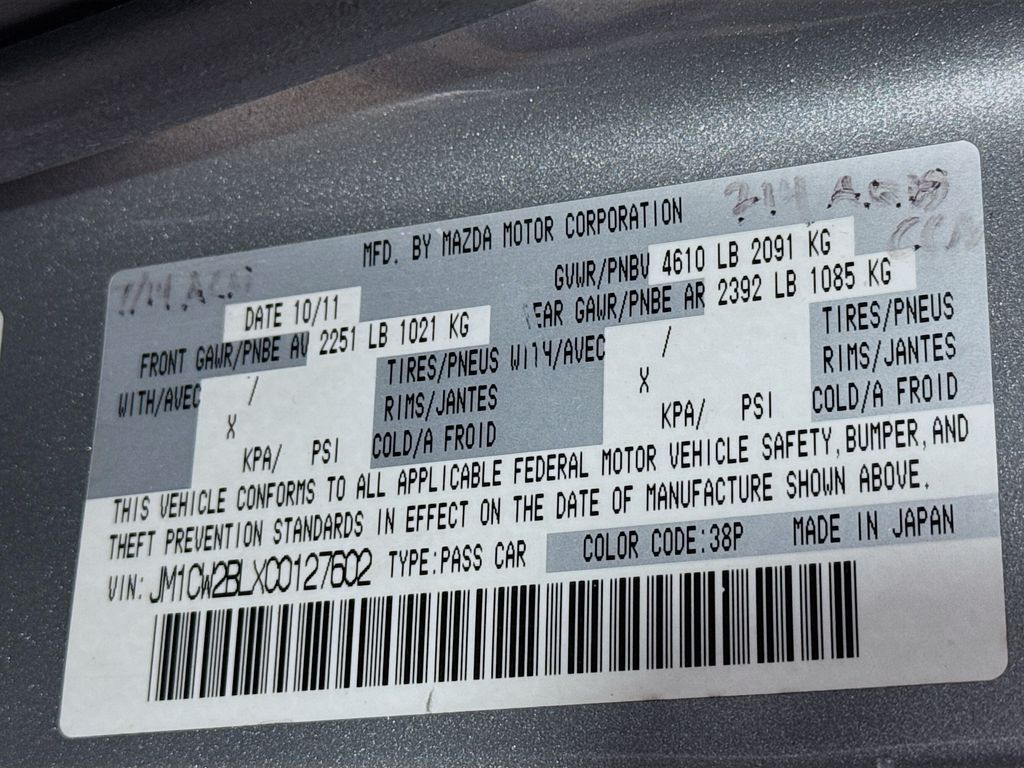 MFD. BY MAZDA MOTOR CORPORATION
DATE 10/11
GVWR/PNBV 4610 LB 2091 KG
FRONT GAWR/PNBE AV 2251 LB 1021 KG
EAR GAWR/PNBE AR 2392 LB 1085 KG
WITH/AVEC / TIRES/PNEUS
X RIMS/JANTES
KPA/ PSI COLD/A FROID
WITH/AVEC / TIRES/PNEUS
X RIMS/JANTES
KPA/ PSI COLD/A FROID
THIS VEHICLE CONFORMS TO ALL APPLICABLE FEDERAL MOTOR VEHICLE SAFETY, BUMPER, AND
THEFT PREVENTION STANDARDS IN EFFECT ON THE DATE OF MANUFACTURE SHOWN ABOVE.
VIN: JM1CW2BLXC0127602 TYPE:PASS CAR COLOR CODE:38P MADE IN JAPAN